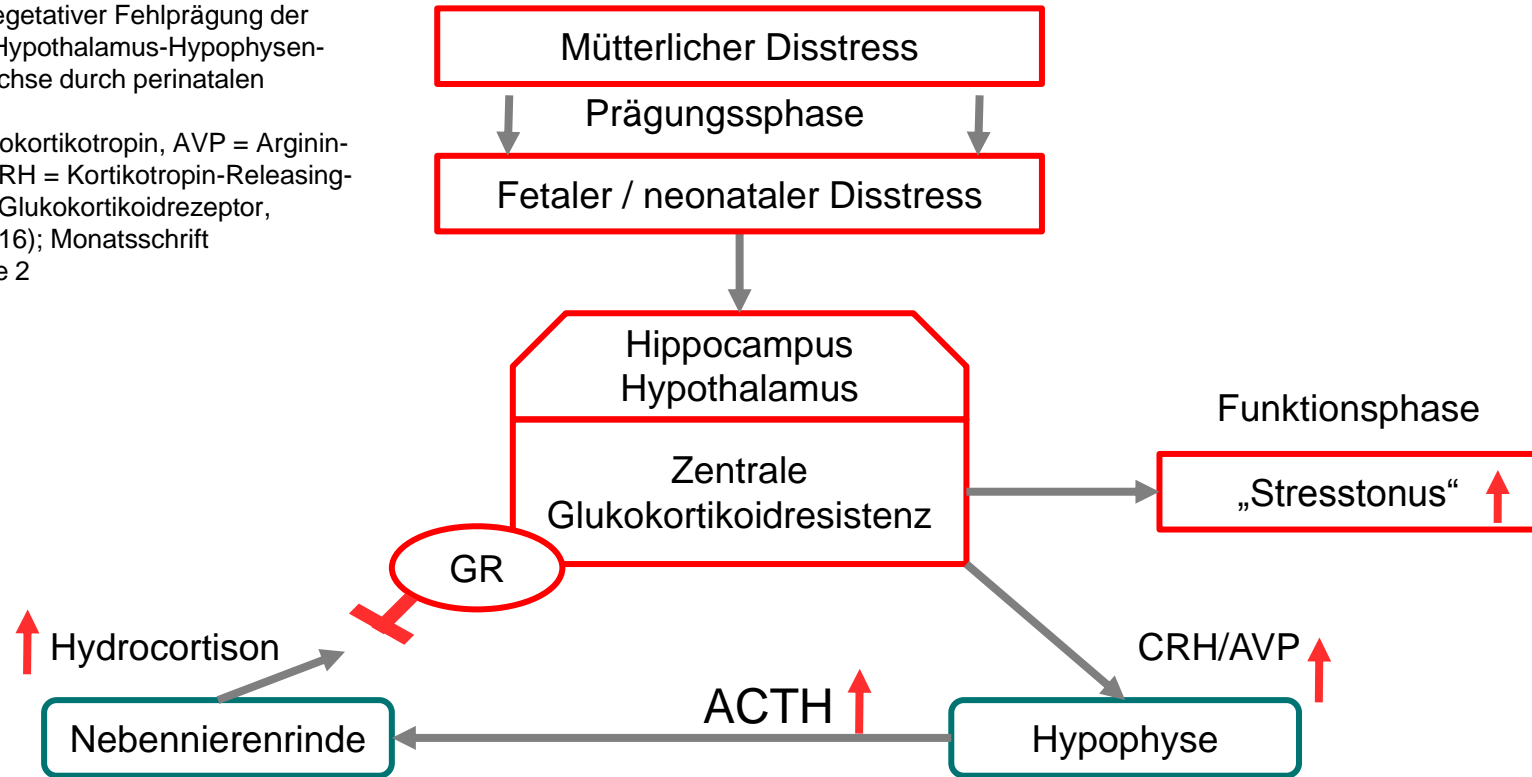 egetativer Fehlprägung der
Hypothalamus-Hypophysen-
chse durch perinatalen
okortikotropin, AVP = Arginin-
RH = Kortikotropin-Releasing-
Glukokortikoidrezeptor,
16); Monatsschrift
e 2
Mütterlicher Disstress
Prägungssphase
Fetaler / neonataler Disstress
Hippocampus
Hypothalamus
Zentrale
Glukokortikoidresistenz
Funktionsphase
„Stresstonus“
GR
Hydrocortison
CRH/AVP
ACTH
Nebennierenrinde
Hypophyse